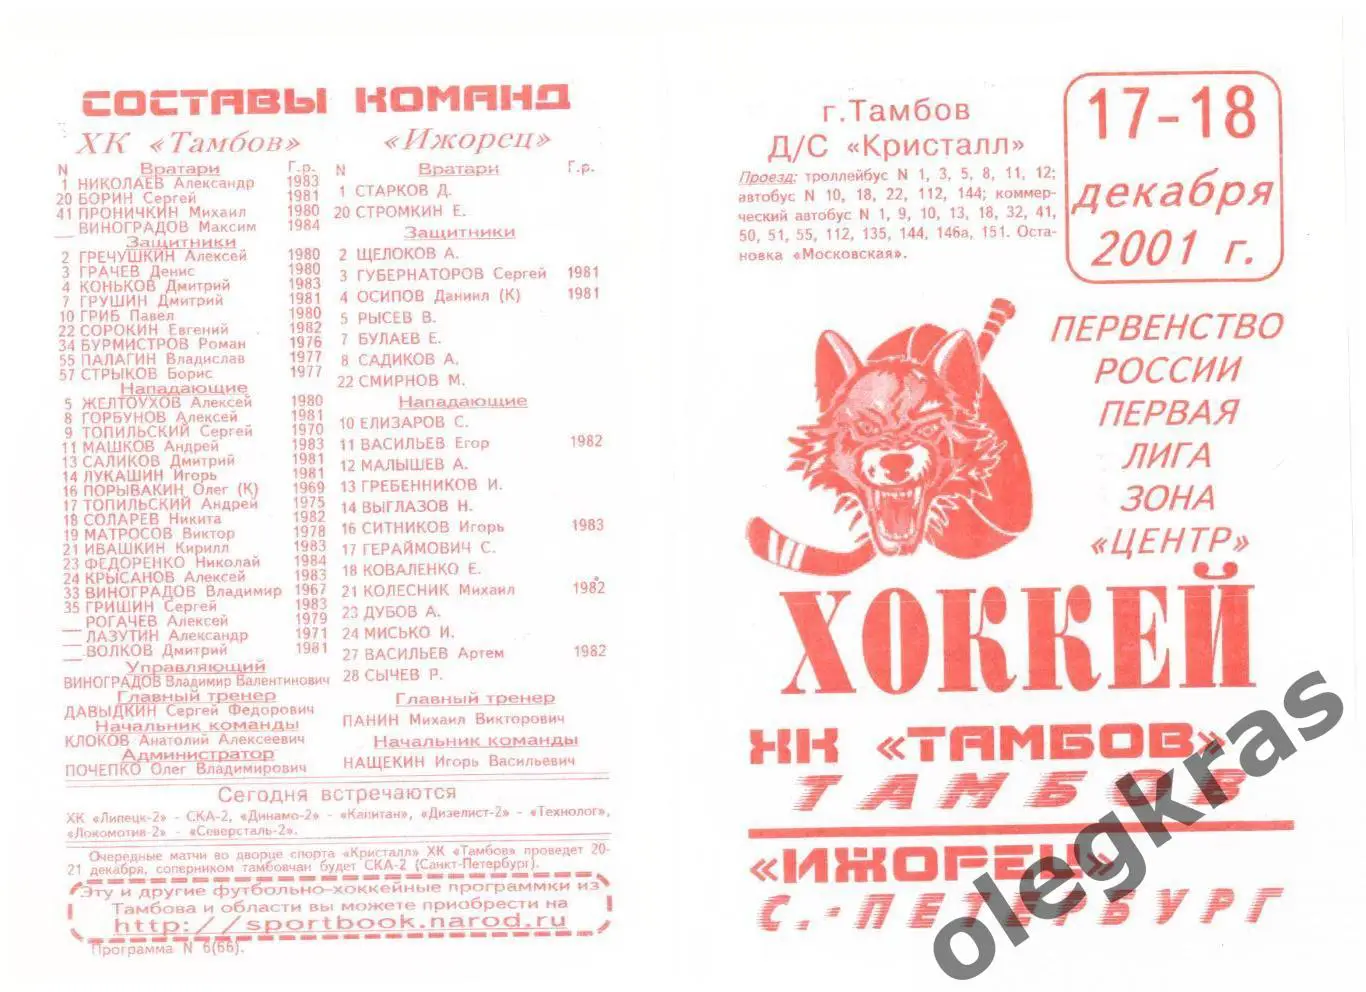 СОСТАВЫ КОМАНД
ХК «Тамбов»
N Вратари Г.р.
1 НИКОЛАЕВ Александр 1983
20 БОРИН Сергей 1981
41 ПРОНИЧКИН Михаил 1980
__ ВИНОГРАДОВ Максим 1984
Защитники
2 ГРЕЧУШКИН Алексей 1980
3 ГРАЧЕВ Денис 1980
4 КОНЬКОВ Дмитрий 1983
7 ГРУШИН Дмитрий 1981
10 ГРИБ Павел 1980
22 СОРОКИН Евгений 1982
34 БУРМИСТРОВ Роман 1976
55 ПАЛАГИН Владислав 1977
57 СТРЫКОВ Борис 1977
Нападающие
5 ЖЕЛТОУХОВ Алексей 1980
8 ГОРБУНОВ Алексей 1981
9 ТОПИЛЬСКИЙ Сергей 1970
11 МАШКОВ Андрей 1983
13 САЛИКОВ Дмитрий 1981
14 ЛУКАШИН Игорь 1981
16 ПОРЫВАКИН Олег (К) 1969
17 ТОПИЛЬСКИЙ Андрей 1975
18 СОЛАРЕВ Никита 1982
19 МАТРОСОВ Виктор 1978
21 ИВАШКИН Кирилл 1983
23 ФЕДОРЕНКО Николай 1984
24 КРЫСАНОВ Алексей 1983
33 ВИНОГРАДОВ Владимир 1967
35 ГРИШИН Сергей 1983
__ РОГАЧЕВ Алексей 1979
__ ЛАЗУТИН Александр 1971
__ ВОЛКОВ Дмитрий 1981
Управляющий
ВИНОГРАДОВ Владимир Валентинович
Главный тренер
ДАВЫДКИН Сергей Федорович
Начальник команды
КЛОКОВ Анатолий Алексеевич
Администратор
ПОЧЕПКО Олег Владимирович
«Ижорец»
N Вратари Г.р.
1 СТАРКОВ Д.
20 СТРОМКИН Е.
Защитники
2 ЩЕЛОКОВ А.
3 ГУБЕРНАТОРОВ Сергей 1981
4 ОСИПОВ Даниил (К) 1981
5 РЫСЕВ В.
7 БУЛАЕВ Е.
8 САДИКОВ А.
22 СМИРНОВ М.
Нападающие
10 ЕЛИЗАРОВ С.
11 ВАСИЛЬЕВ Егор 1982
12 МАЛЫШЕВ А.
13 ГРЕБЕННИКОВ И.
14 ВЫГЛАЗОВ Н.
16 СИТНИКОВ Игорь 1983
17 ГЕРАЙМОВИЧ С.
18 КОВАЛЕНКО Е.
21 КОЛЕСНИК Михаил 1982
23 ДУБОВ А.
24 МИСЬКО И.
27 ВАСИЛЬЕВ Артем 1982
28 СЫЧЕВ Р.
Главный тренер
ПАНИН Михаил Викторович
Начальник команды
НАЩЕКИН Игорь Васильевич
Сегодня встречаются
ХК «Липецк-2» - СКА-2, «Динамо-2» - «Капитан», «Дизелист-2» - «Технолог»,
«Локомотив-2» - «Северсталь-2».
Очередные матчи во дворце спорта «Кристалл» ХК «Тамбов» проведет 20-
21 декабря, соперником тамбовчан будет СКА-2 (Санкт-Петербург).
Эту и другие футбольно-хоккейные программки из
Тамбова и области вы можете приобрести на
http://sportbook.narod.ru
Программа N 6(66).
г.Тамбов
Д/С «Кристалл»
Проезд: троллейбус N 1, 3, 5, 8, 11, 12;
автобус N 10, 18, 22, 112, 144; коммер-
ческий автобус N 1, 9, 10, 13, 18, 32, 41,
50, 51, 55, 112, 135, 144, 146а, 151. Оста-
новка «Московская».
17-18
декабря
2001 г.
ПЕРВЕНСТВО
РОССИИ
ПЕРВАЯ
ЛИГА
ЗОНА
«ЦЕНТР»
ХОККЕЙ
ХК «ТАМБОВ»
ТАМБОВ
«ИЖОРЕЦ»
С.-ПЕТЕРБУРГ
olegkras